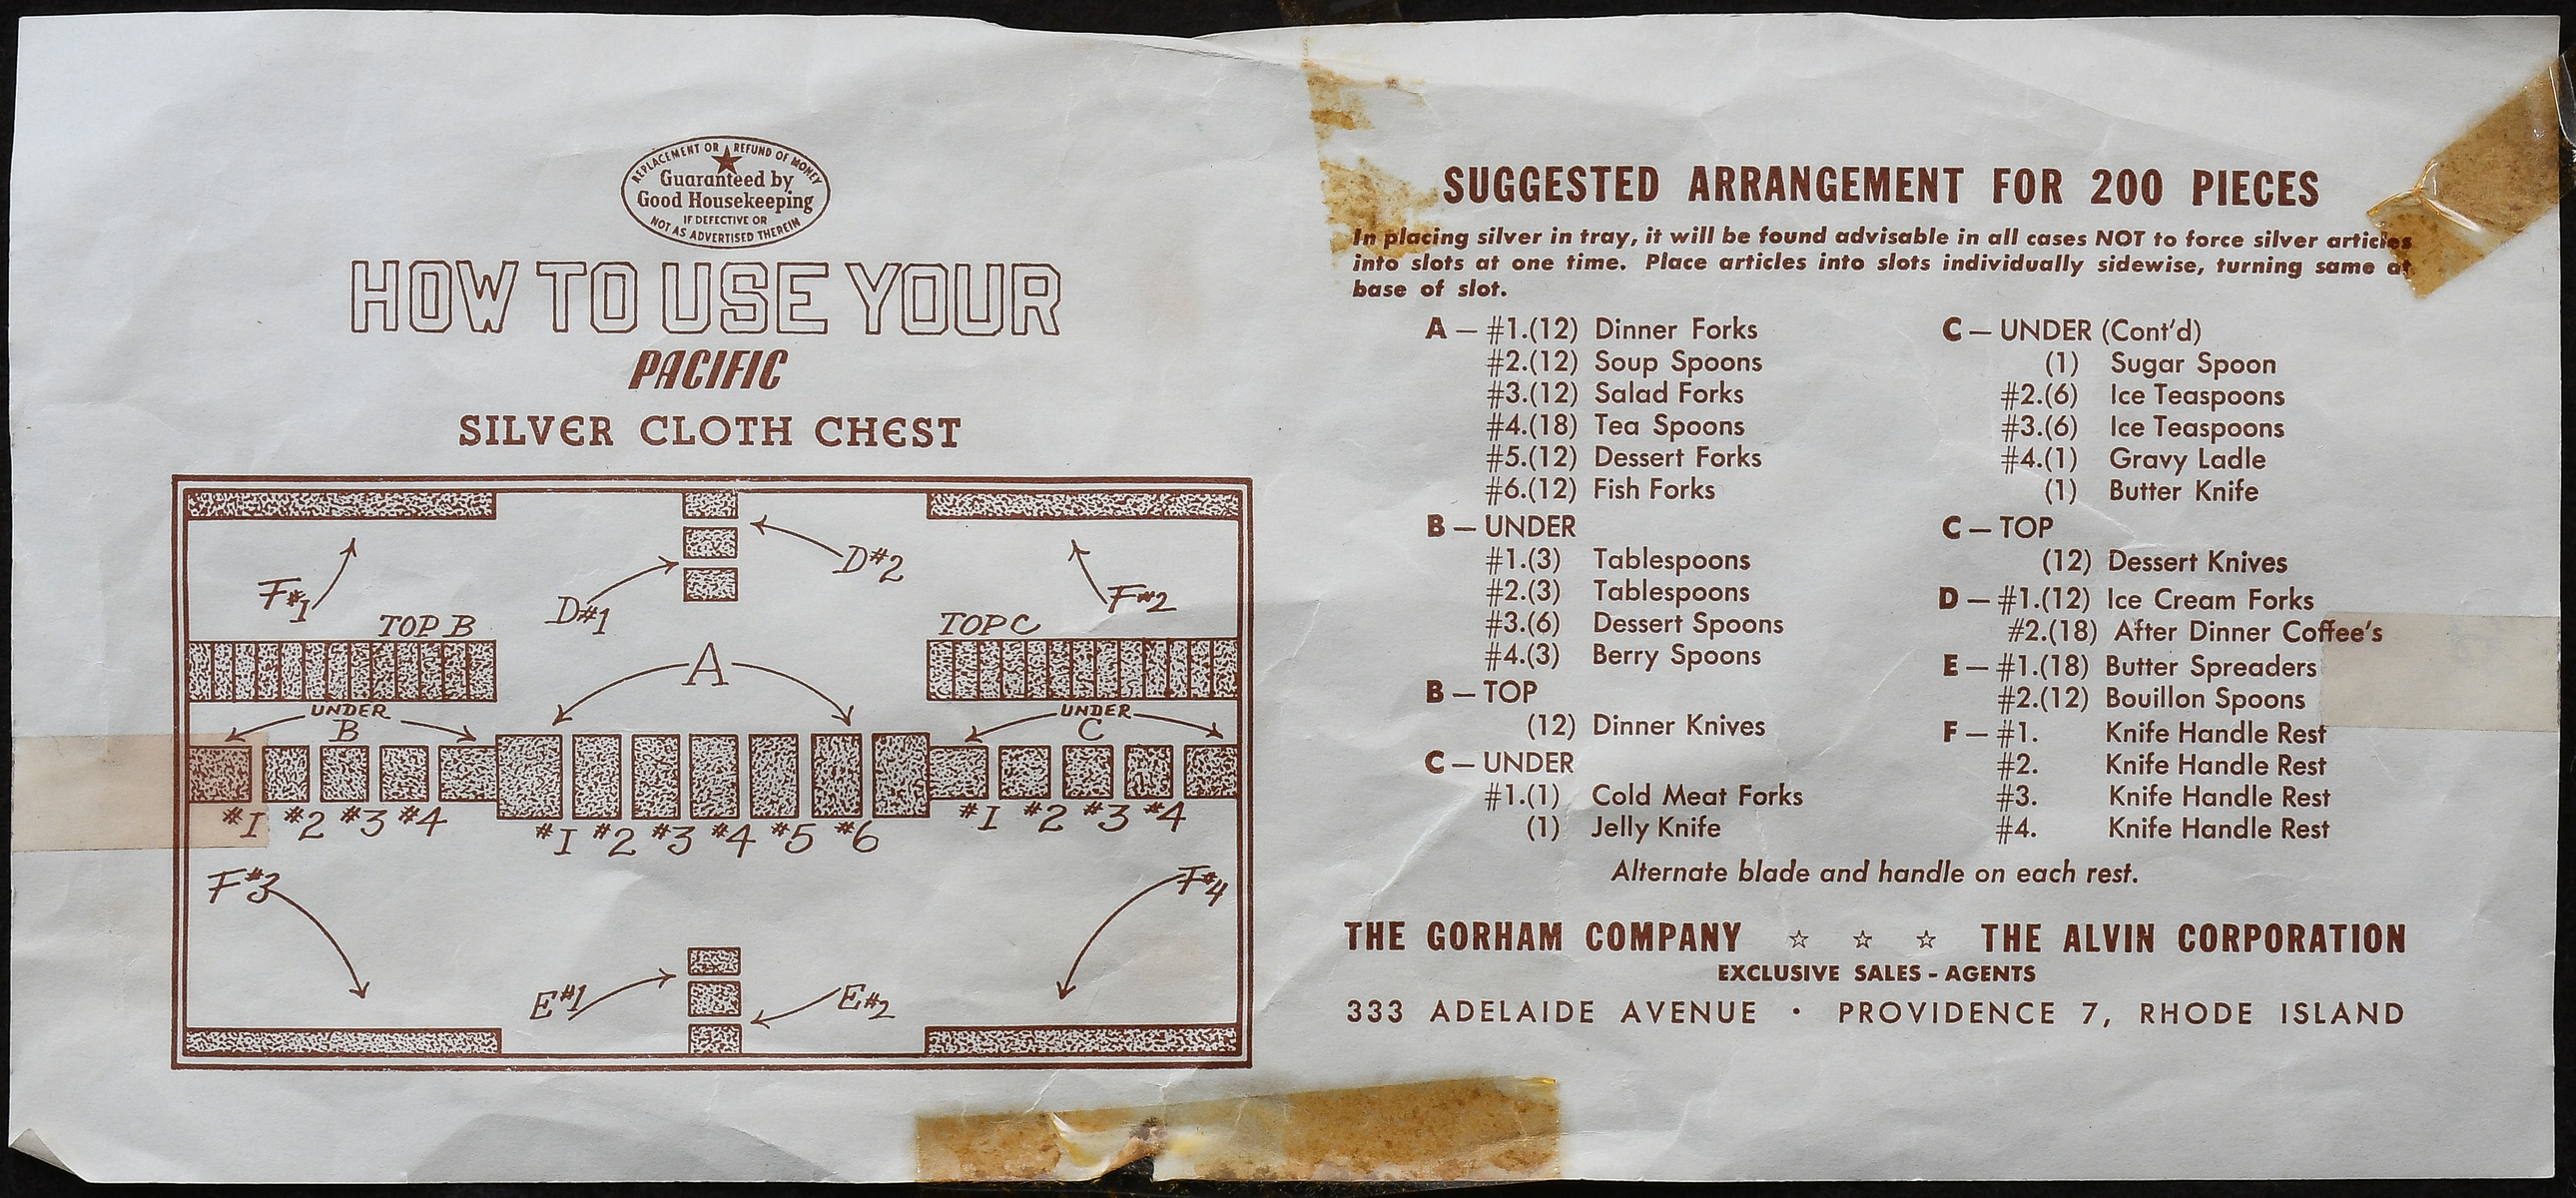 REPLACEMENT OR REFUND OF MONEY
Guaranteed by
Good Housekeeping
IF DEFECTIVE OR
NOT AS ADVERTISED THEREIN
HOW TO USE YOUR
PACIFIC
SILVER CLOTH CHEST
D#2
F#1
D#1
F#2
TOP B
TOP C
A
UNDER
B
UNDER
C
#1 #2 #3 #4
#1 #2 #3 #4 #5 #6
#1 #2 #3 #4
F#3
F#4
E#1
E#2
SUGGESTED ARRANGEMENT FOR 200 PIECES
In placing silver in tray, it will be found advisable in all cases NOT to force silver articles
into slots at one time. Place articles into slots individually sidewise, turning same at
base of slot.
A — #1.(12) Dinner Forks
#2.(12) Soup Spoons
#3.(12) Salad Forks
#4.(18) Tea Spoons
#5.(12) Dessert Forks
#6.(12) Fish Forks
B — UNDER
#1.(3) Tablespoons
#2.(3) Tablespoons
#3.(6) Dessert Spoons
#4.(3) Berry Spoons
B — TOP
(12) Dinner Knives
C — UNDER
#1.(1) Cold Meat Forks
(1) Jelly Knife
C — UNDER (Cont'd)
(1) Sugar Spoon
#2.(6) Ice Teaspoons
#3.(6) Ice Teaspoons
#4.(1) Gravy Ladle
(1) Butter Knife
C — TOP
(12) Dessert Knives
D — #1.(12) Ice Cream Forks
#2.(18) After Dinner Coffee's
E — #1.(18) Butter Spreaders
#2.(12) Bouillon Spoons
F — #1. Knife Handle Rest
#2. Knife Handle Rest
#3. Knife Handle Rest
#4. Knife Handle Rest
Alternate blade and handle on each rest.
THE GORHAM COMPANY ☆ ☆ ☆ THE ALVIN CORPORATION
EXCLUSIVE SALES - AGENTS
333 ADELAIDE AVENUE • PROVIDENCE 7, RHODE ISLAND